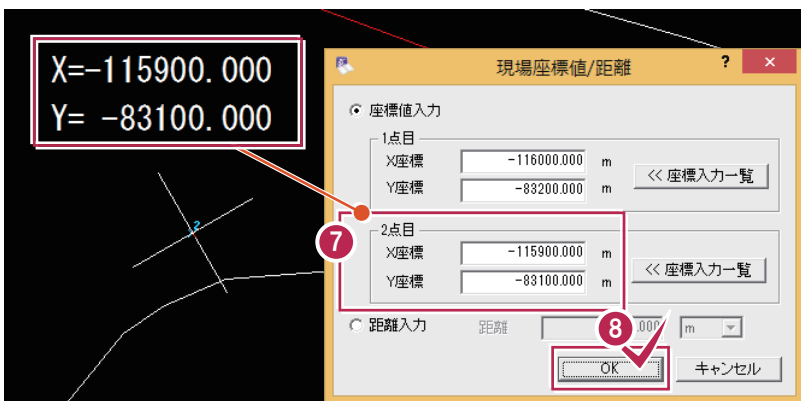 X=-115900.000
Y= -83100.000
2
現場座標値/距離
?
×
座標値入力
1点目
X座標
-116000.000
m
Y座標
-83200.000
m
<< 座標入力一覧
7
2点目
X座標
-115900.000
m
Y座標
-83100.000
m
<< 座標入力一覧
距離入力
距離
.000
m
8
OK
キャンセル